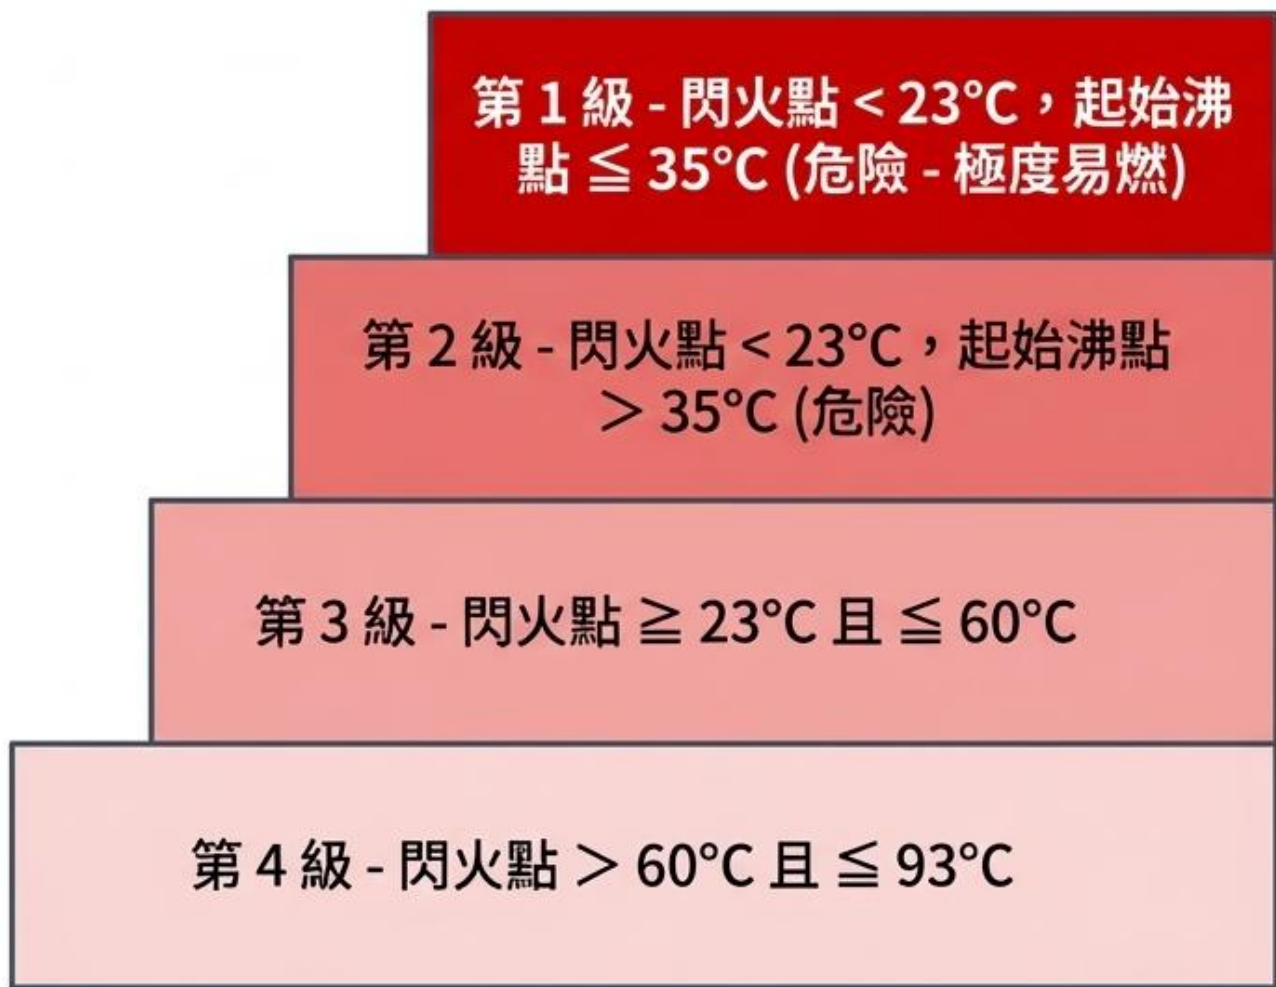 第 1 級 - 閃火點 < 23°C，起始沸
點 ≦ 35°C (危險 - 極度易燃)
第 2 級 - 閃火點 < 23°C，起始沸點
＞ 35°C (危險)
第 3 級 - 閃火點 ≧ 23°C 且 ≦ 60°C
第 4 級 - 閃火點 ＞ 60°C 且 ≦ 93°C